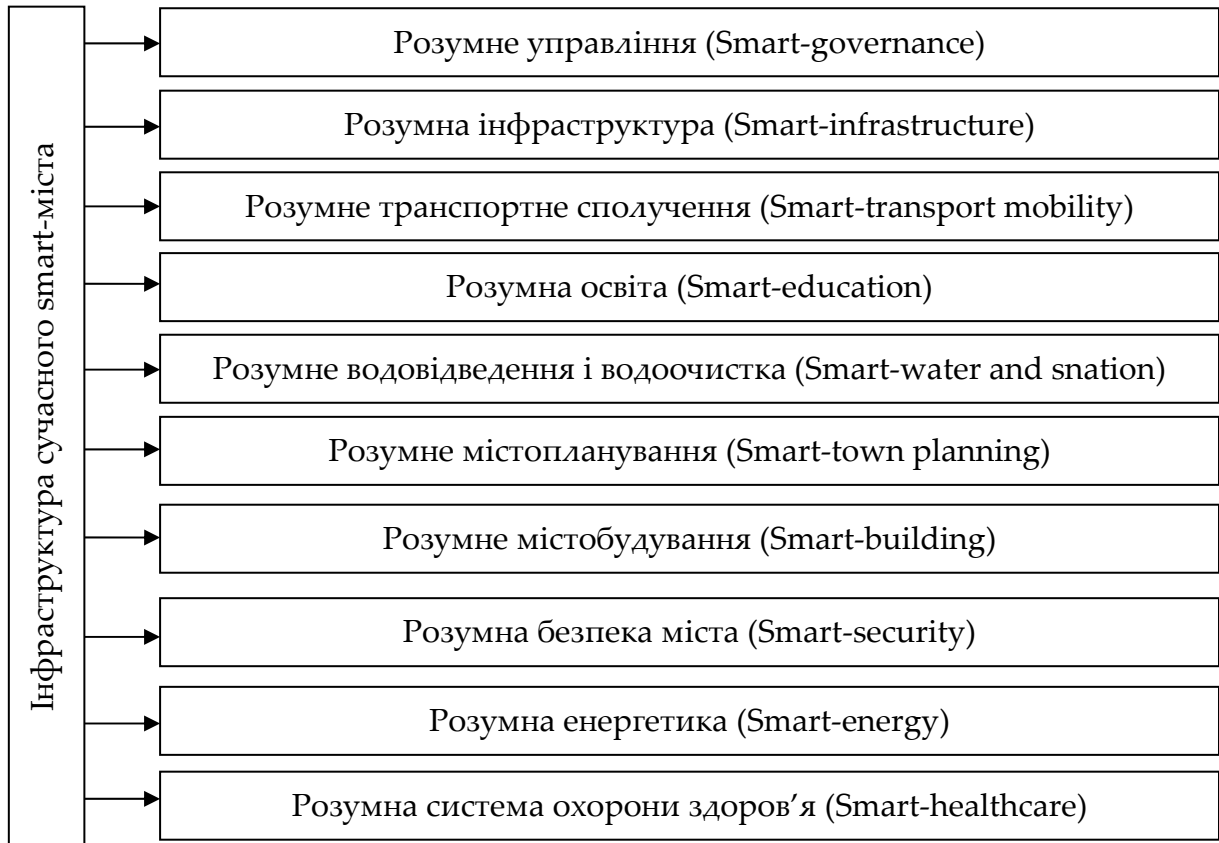 Інфраструктура сучасного smart-міста
Розумне управління (Smart-governance)
Розумна інфраструктура (Smart-infrastructure)
Розумне транспортне сполучення (Smart-transport mobility)
Розумна освіта (Smart-education)
Розумне водовідведення і водоочистка (Smart-water and snation)
Розумне містопланування (Smart-town planning)
Розумне містобудування (Smart-building)
Розумна безпека міста (Smart-security)
Розумна енергетика (Smart-energy)
Розумна система охорони здоров’я (Smart-healthcare)